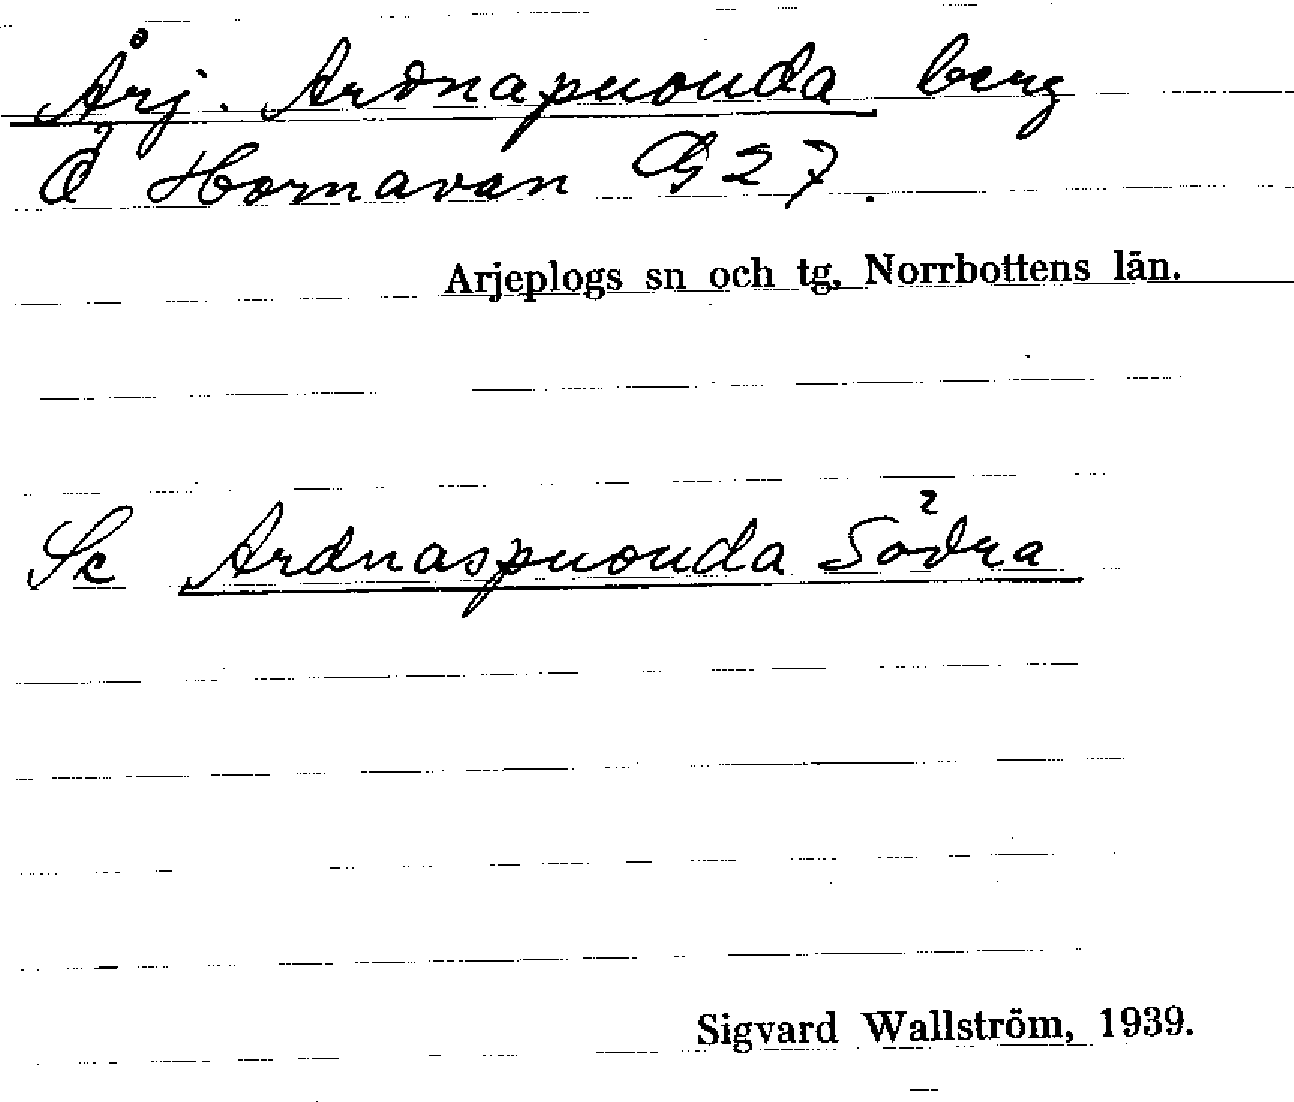 Årj. Ardnapuouda berg
Ö Hornavan G 27.
Arjeplogs sn och tg, Norrbottens län.
Sk Ardnaspuouda Södra
Sigvard Wallström, 1939.